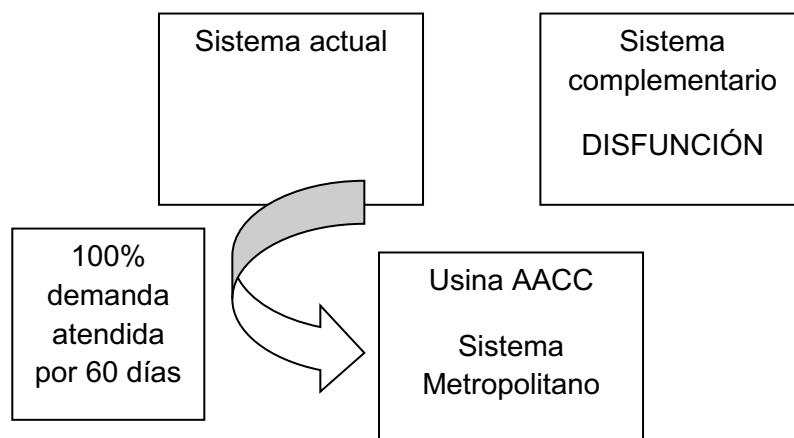 Sistema actual
Sistema
complementario
DISFUNCIÓN
100%
demanda
atendida
por 60 días
Usina AACC
Sistema
Metropolitano